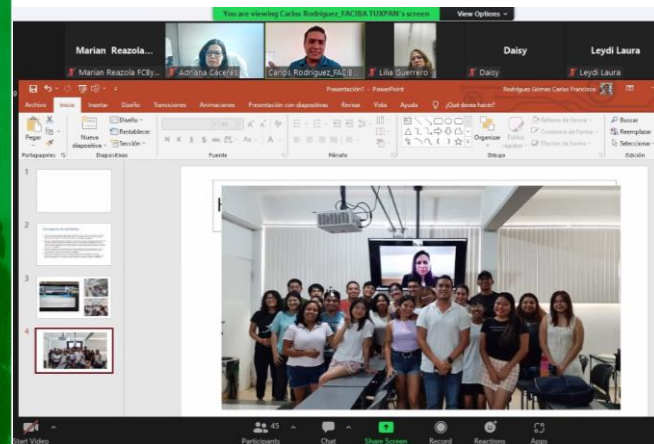 You are viewing Carlos Rodriguez_FACIBA TUXPAN's screen
View Options
Marian Reazola...
Daisy
Leydi Laura
Marian Reazola FCBy...
Adriana Cáceres
Carlos Rodriguez_FACIB...
Lilia Guerrero
Daisy
Leydi Laura
Presentación1 - PowerPoint
Rodríguez Gómez Carlos Francisco
Archivo
Inicio
Insertar
Diseño
Transiciones
Animaciones
Presentación con diapositivas
Revisar
Vista
Ayuda
¿Qué desea hacer?
Pegar
Nueva diapositiva
Diseño
Restablecer
Sección
Organizar
Estilos rápidos
Relleno de forma
Contorno de forma
Efectos de forma
Buscar
Reemplazar
Seleccionar
Portapapeles
Diapositivas
Fuente
Párrafo
Dibujo
Edición
1
2
3
4
Start Video
45
Participants
Chat
Share Screen
Record
Reactions
Apps